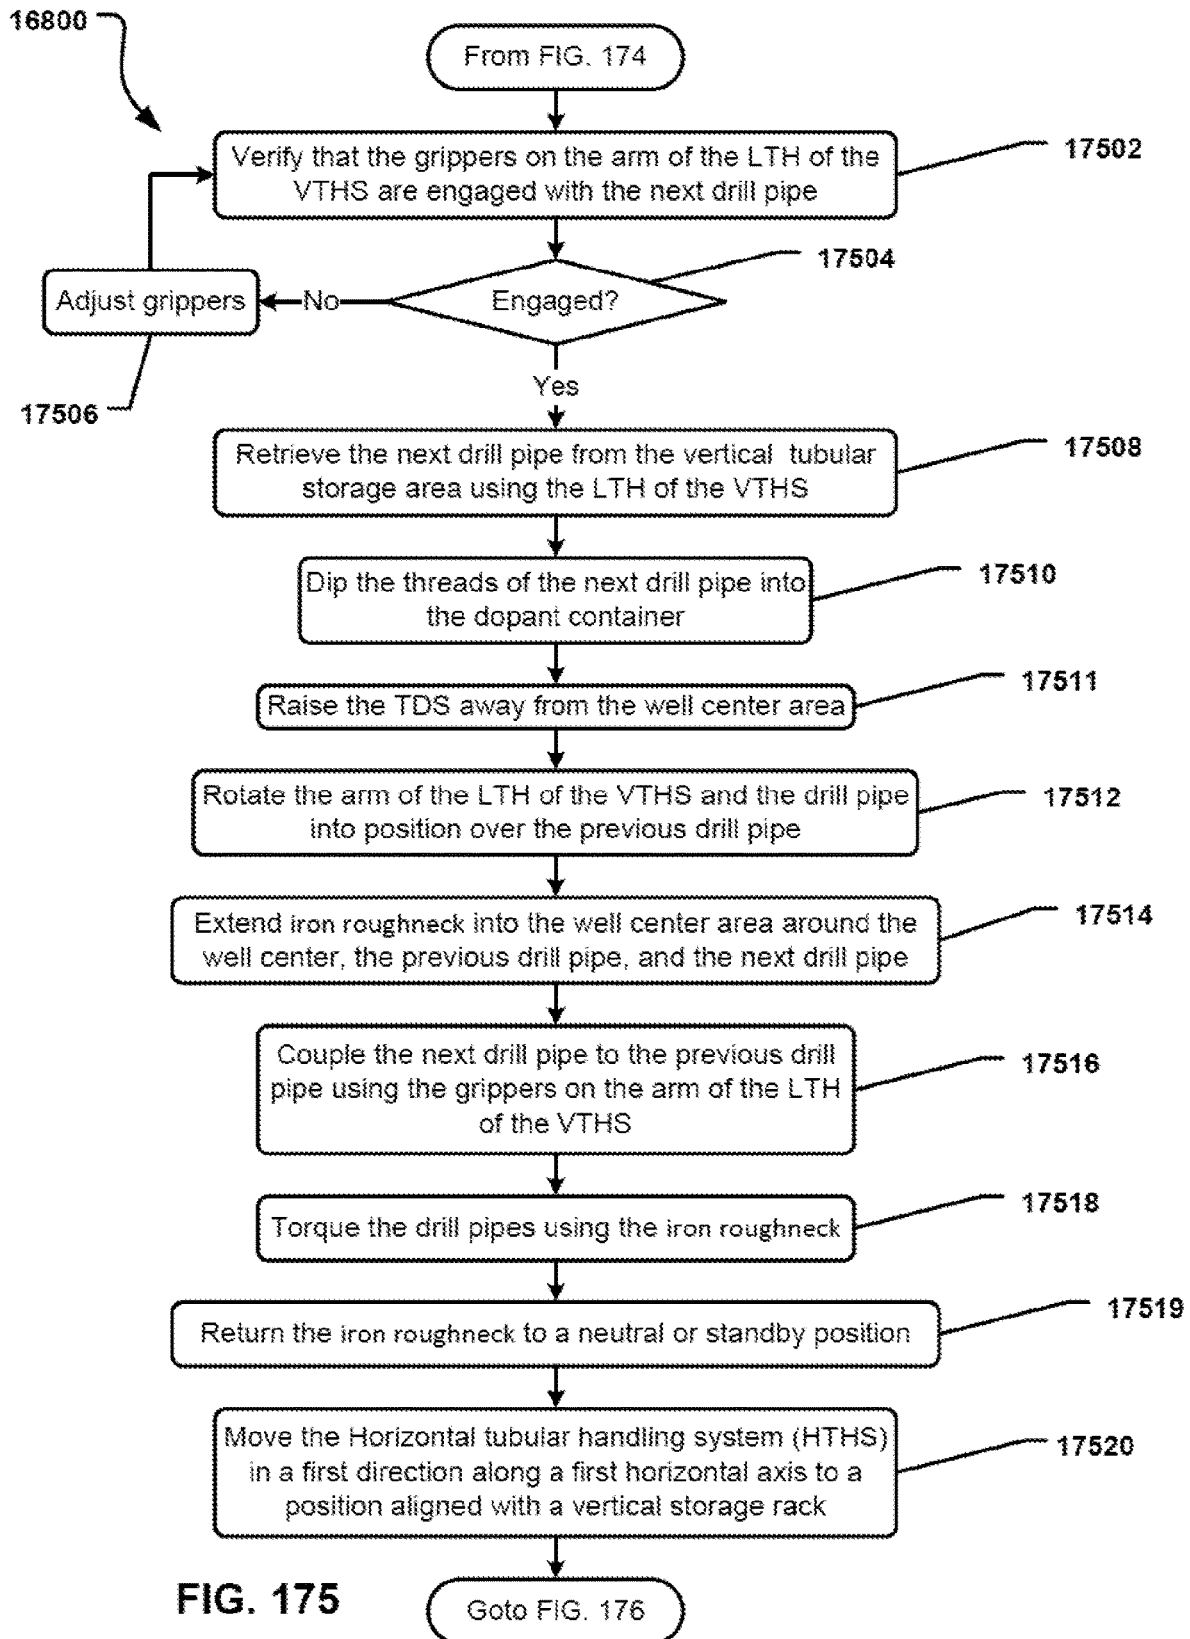 16800
From FIG. 174
Verify that the grippers on the arm of the LTH of the
VTHS are engaged with the next drill pipe
17502
Engaged?
17504
No
Adjust grippers
17506
Yes
Retrieve the next drill pipe from the vertical tubular
storage area using the LTH of the VTHS
17508
Dip the threads of the next drill pipe into
the dopant container
17510
Raise the TDS away from the well center area
17511
Rotate the arm of the LTH of the VTHS and the drill pipe
into position over the previous drill pipe
17512
Extend iron roughneck into the well center area around the
well center, the previous drill pipe, and the next drill pipe
17514
Couple the next drill pipe to the previous drill
pipe using the grippers on the arm of the LTH
of the VTHS
17516
Torque the drill pipes using the iron roughneck
17518
Return the iron roughneck to a neutral or standby position
17519
Move the Horizontal tubular handling system (HTHS)
in a first direction along a first horizontal axis to a
position aligned with a vertical storage rack
17520
FIG. 175
Goto FIG. 176